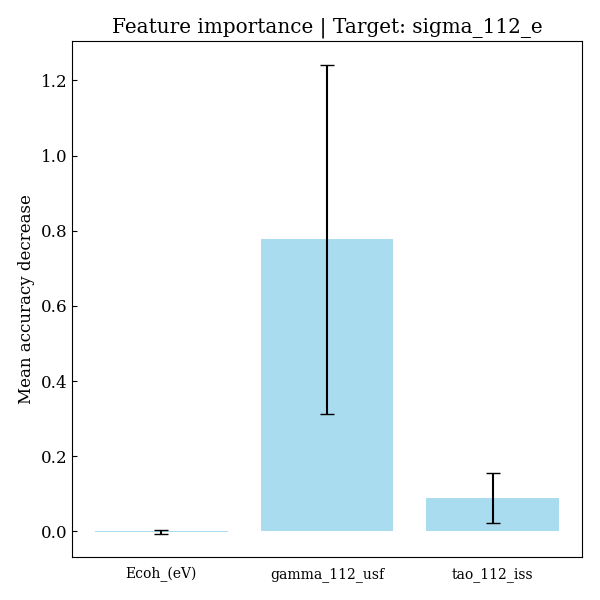 Feature importance | Target: sigma_112_e
Mean accuracy decrease
1.2
1.0
0.8
0.6
0.4
0.2
0.0
Ecoh_(eV)
gamma_112_usf
tao_112_iss